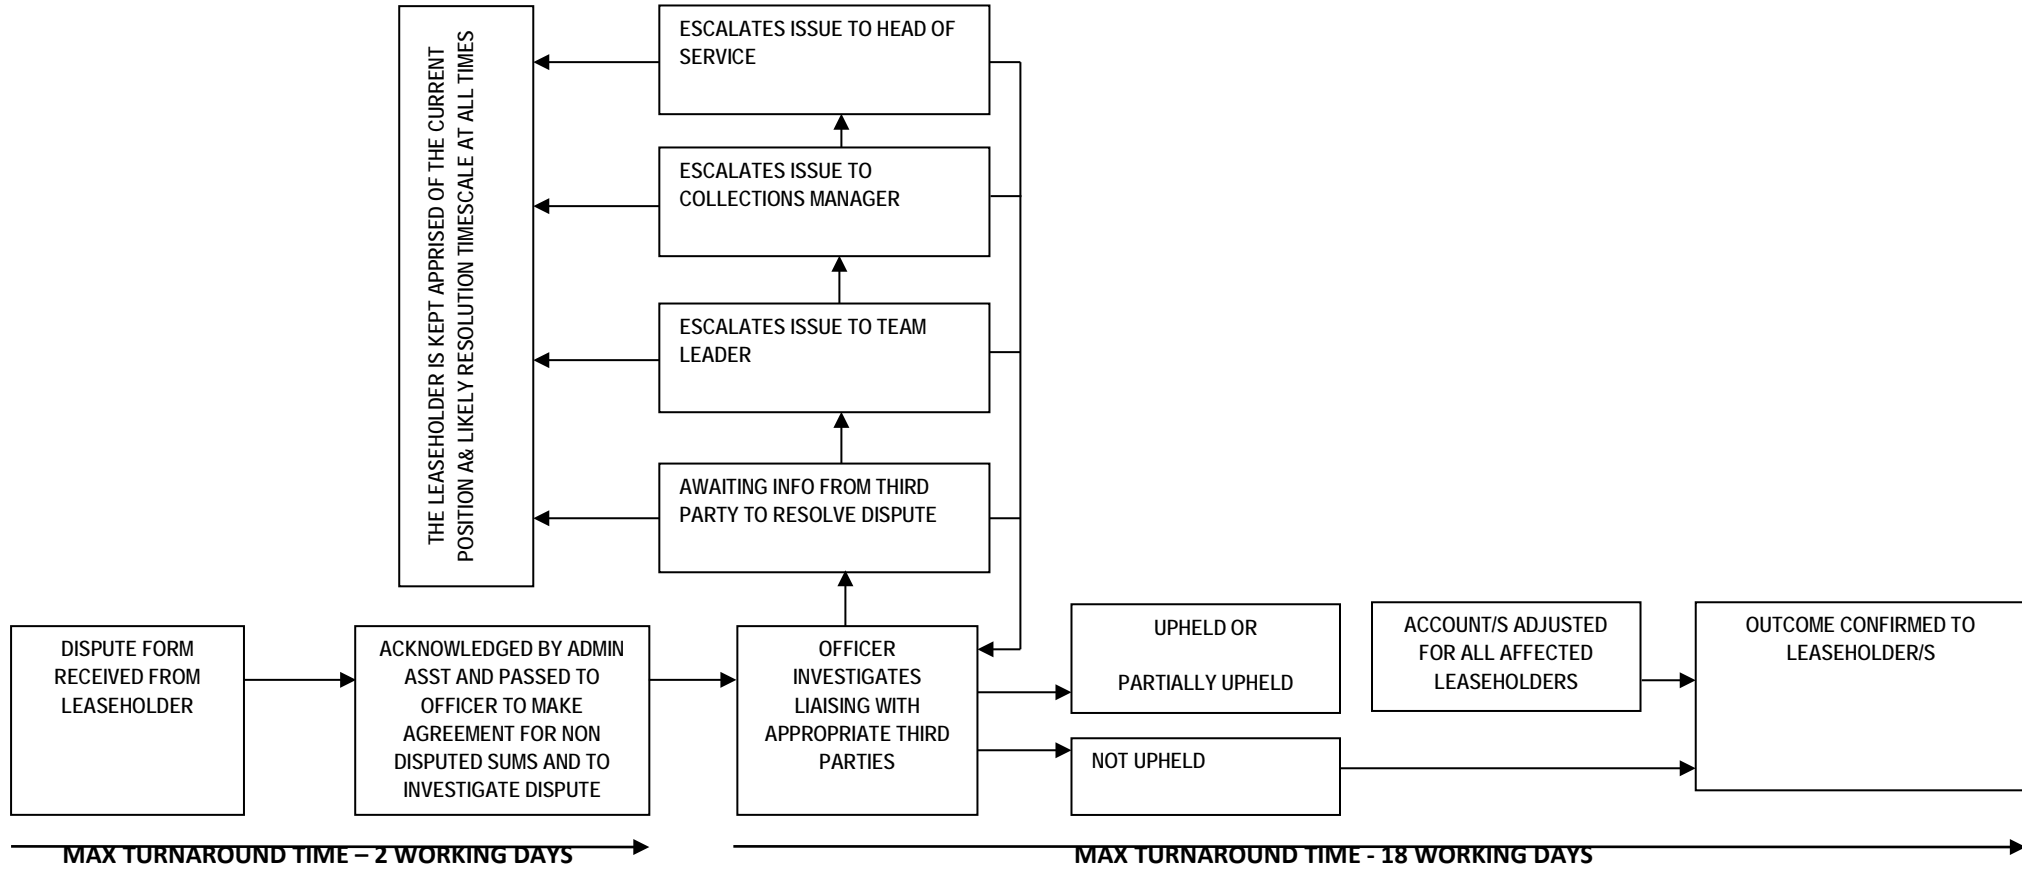 ESCALATES ISSUE TO HEAD OF
SERVICE
THE LEASEHOLDER IS KEPT APPRISED OF THE CURRENT
POSITION A& LIKELY RESOLUTION TIMESCALE AT ALL TIMES
ESCALATES ISSUE TO
COLLECTIONS MANAGER
ESCALATES ISSUE TO TEAM
LEADER
AWAITING INFO FROM THIRD
PARTY TO RESOLVE DISPUTE
DISPUTE FORM
RECEIVED FROM
LEASEHOLDER
ACKNOWLEDGED BY ADMIN
ASST AND PASSED TO
OFFICER TO MAKE
AGREEMENT FOR NON
DISPUTED SUMS AND TO
INVESTIGATE DISPUTE
OFFICER
INVESTIGATES
LIAISING WITH
APPROPRIATE THIRD
PARTIES
UPHELD OR
PARTIALLY UPHELD
NOT UPHELD
ACCOUNT/S ADJUSTED
FOR ALL AFFECTED
LEASEHOLDERS
OUTCOME CONFIRMED TO
LEASEHOLDER/S
MAX TURNAROUND TIME – 2 WORKING DAYS
MAX TURNAROUND TIME - 18 WORKING DAYS